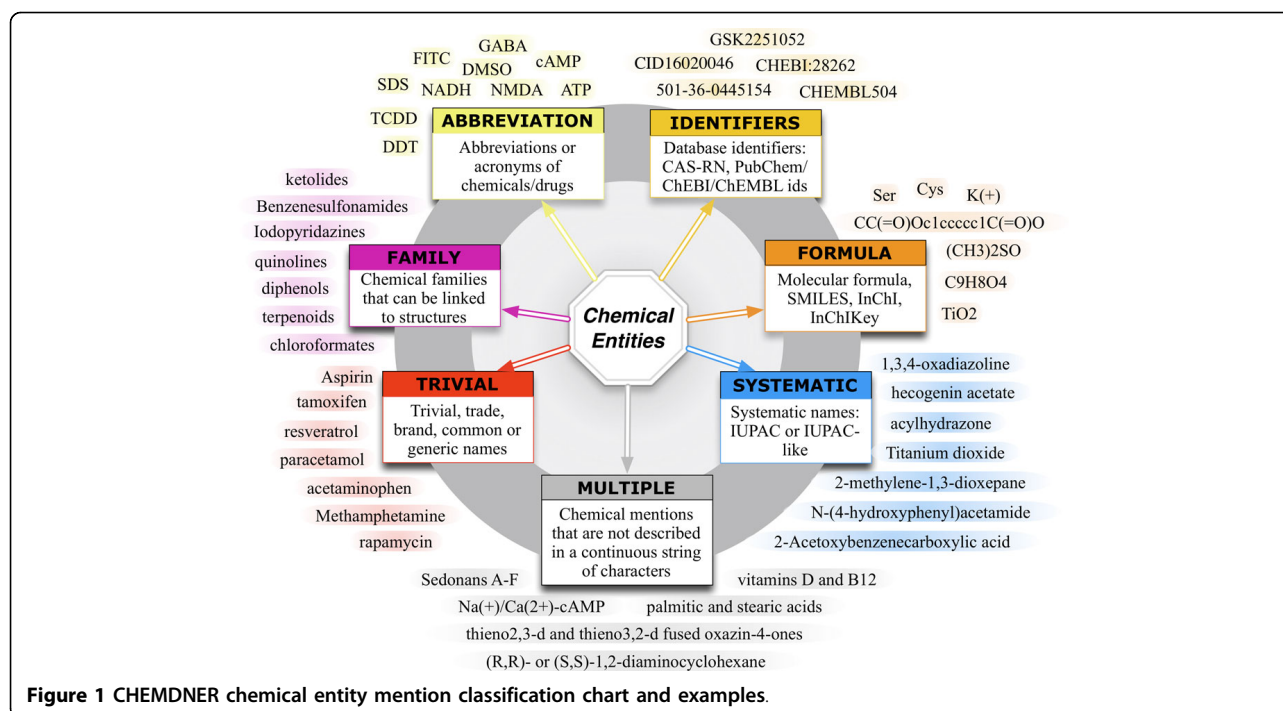 GSK2251052
GABA
FITC
DMSO
cAMP
CID16020046
CHEBI:28262
SDS
NADH
NMDA
ATP
501-36-0445154
CHEMBL504
TCDD
DDT
ABBREVIATION
Abbreviations or
acronyms of
chemicals/drugs
IDENTIFIERS
Database identifiers:
CAS-RN, PubChem/
ChEBI/ChEMBL ids
ketolides
Benzenesulfonamides
Iodopyridazines
quinolines
diphenols
terpenoids
chloroformates
FAMILY
Chemical families
that can be linked
to structures
Ser
Cys
K(+)
CC(=O)Oc1ccccc1C(=O)O
(CH3)2SO
C9H8O4
TiO2
FORMULA
Molecular formula,
SMILES, InChI,
InChIKey
Chemical
Entities
Aspirin
tamoxifen
resveratrol
paracetamol
acetaminophen
Methamphetamine
rapamycin
TRIVIAL
Trivial, trade,
brand, common or
generic names
SYSTEMATIC
Systematic names:
IUPAC or IUPAC-
like
1,3,4-oxadiazoline
hecogenin acetate
acylhydrazone
Titanium dioxide
2-methylene-1,3-dioxepane
N-(4-hydroxyphenyl)acetamide
2-Acetoxybenzenecarboxylic acid
MULTIPLE
Chemical mentions
that are not described
in a continuous string
of characters
Sedonans A-F
vitamins D and B12
Na(+)/Ca(2+)-cAMP
palmitic and stearic acids
thieno2,3-d and thieno3,2-d fused oxazin-4-ones
(R,R)- or (S,S)-1,2-diaminocyclohexane
Figure 1 CHEMDNER chemical entity mention classification chart and examples.